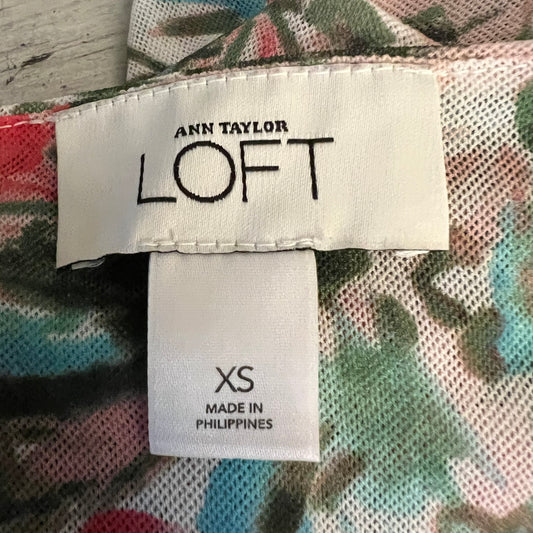 ANN TAYLOR
LOFT
XS
MADE IN
PHILIPPINES